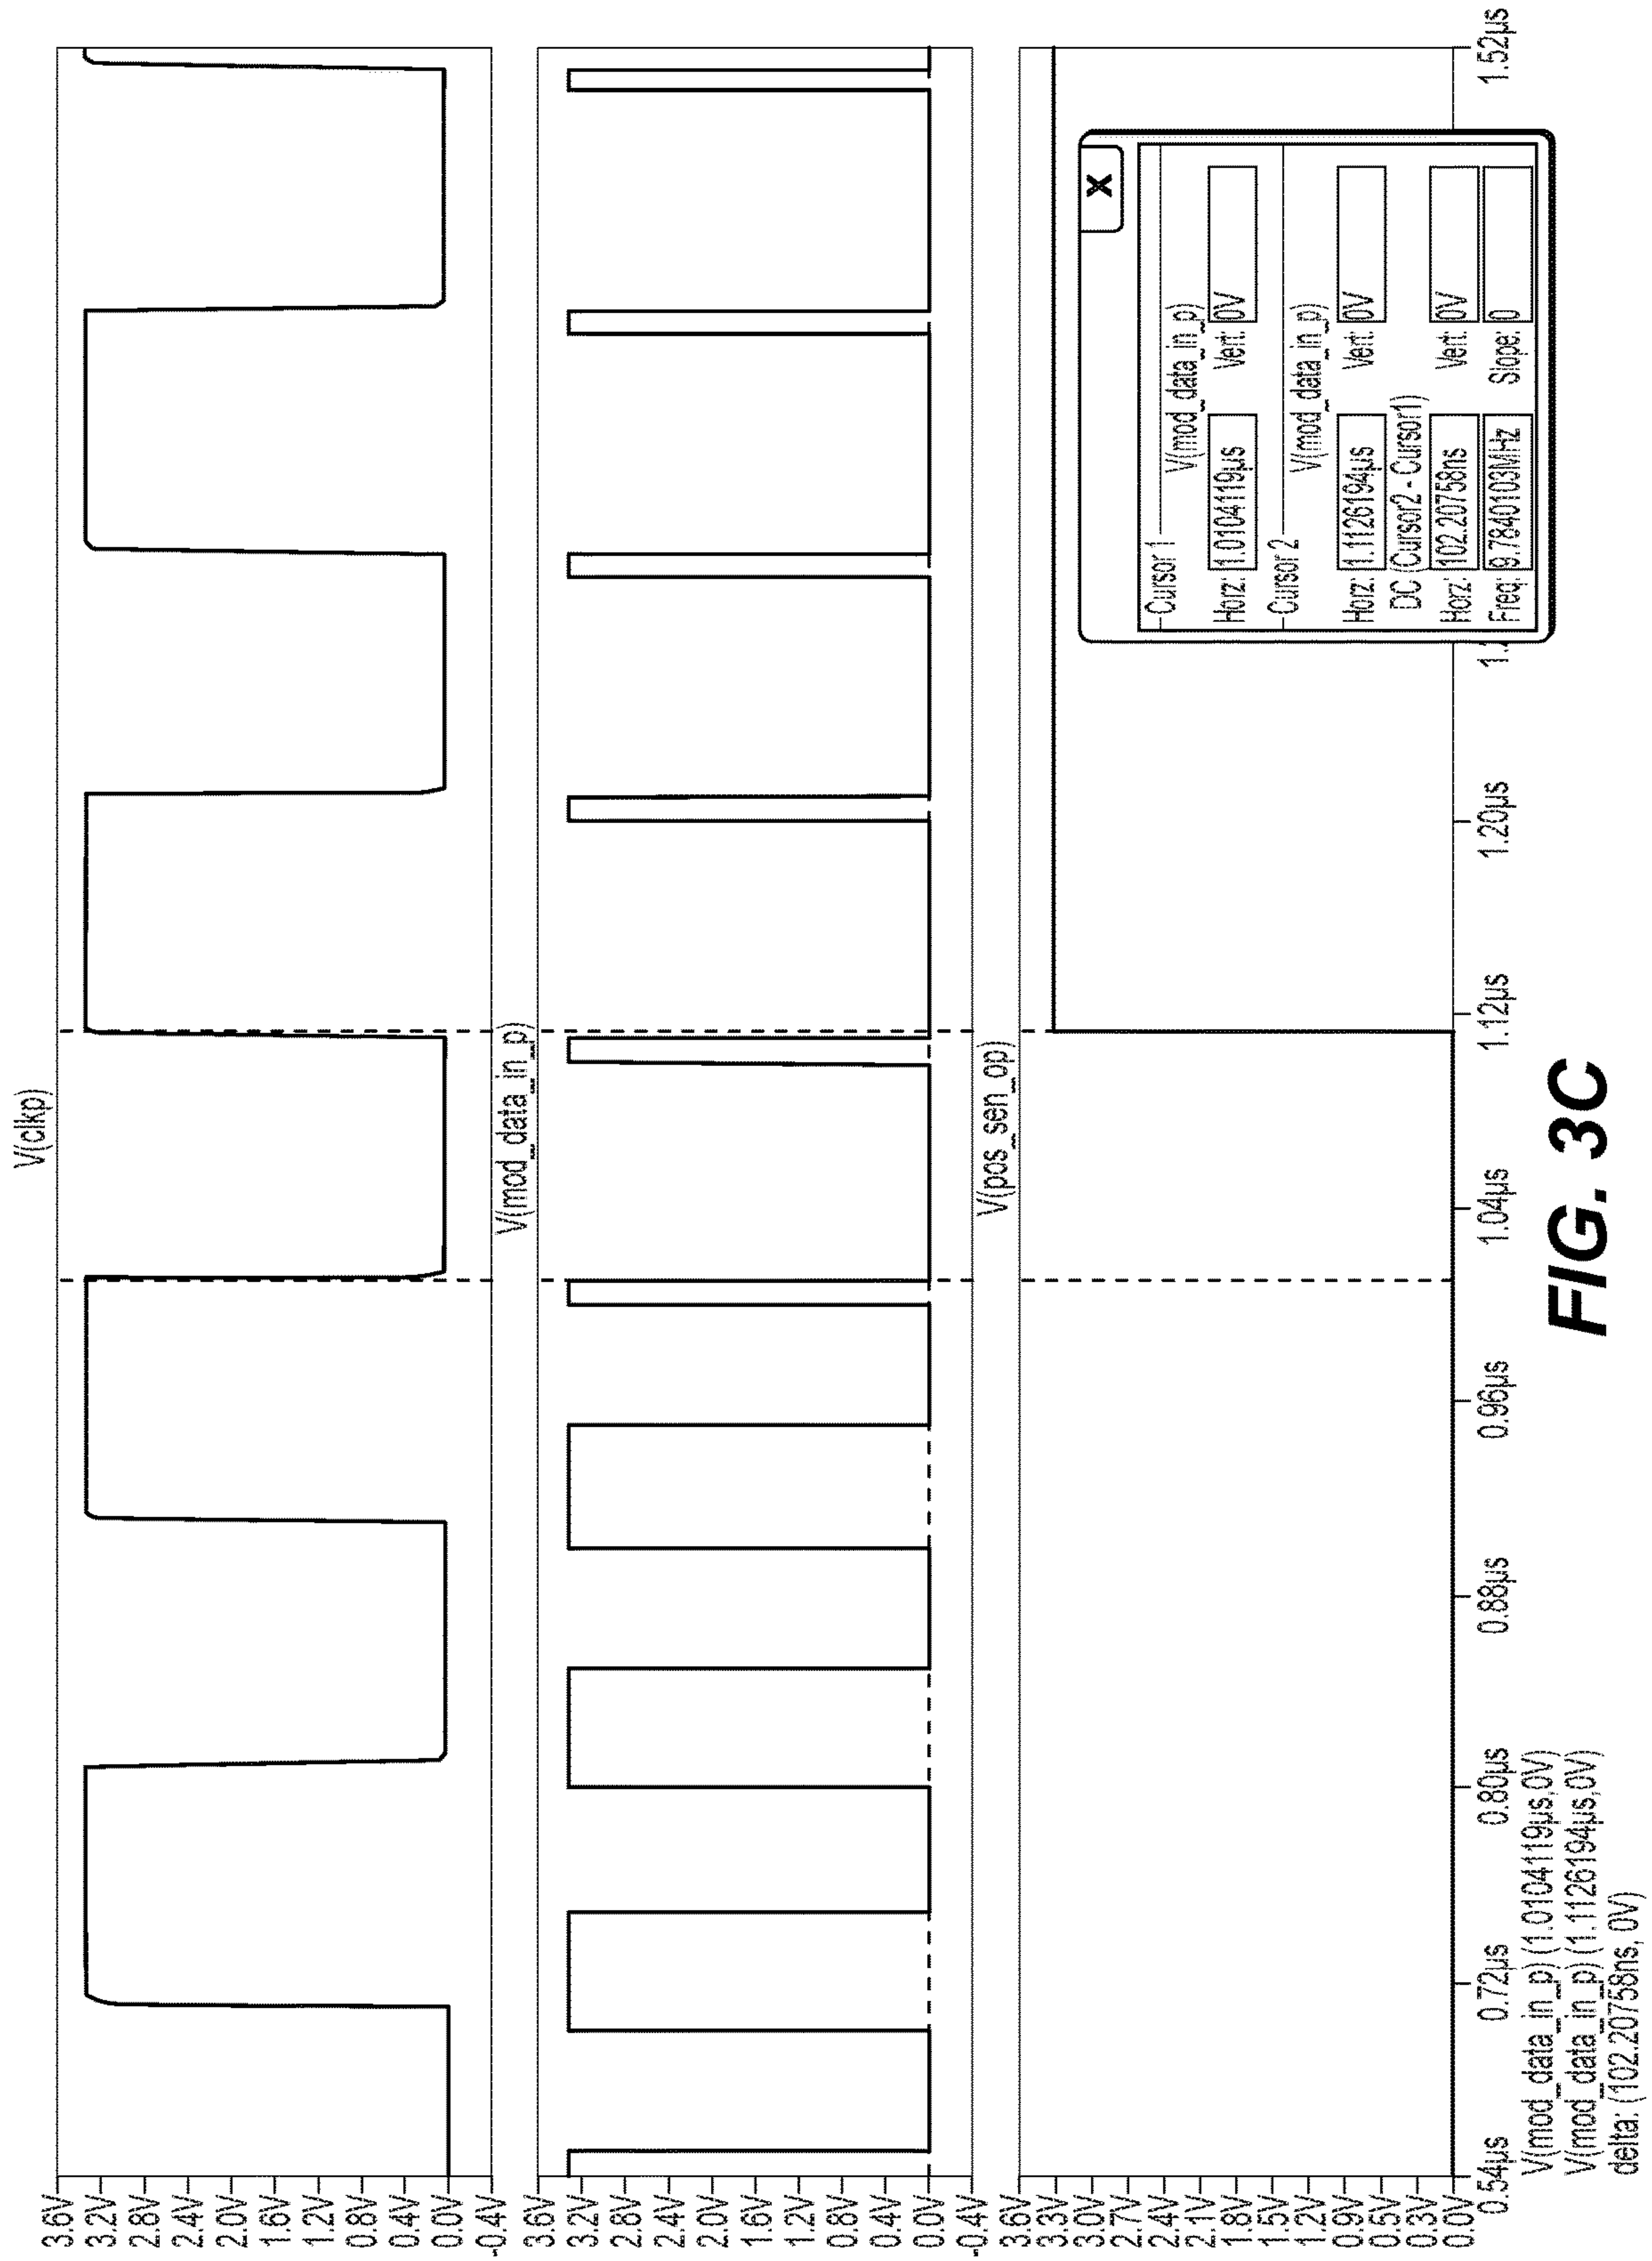 V(clkp)
3.6V
3.2V
2.8V
2.4V
2.0V
1.6V
1.2V
0.8V
0.4V
0.0V
-0.4V
V(mod_data_in_p)
3.6V
3.2V
2.8V
2.4V
2.0V
1.6V
1.2V
0.8V
0.4V
0.0V
-0.4V
V(pos_sen_op)
3.6V
3.3V
3.0V
2.7V
2.4V
2.1V
1.8V
1.5V
1.2V
0.9V
0.5V
0.3V
0.0V
0.54µs 0.72µs 0.80µs 0.88µs 0.96µs 1.04µs 1.12µs 1.20µs 1.52µs
X
Cursor 1
V(mod_data_in_p)
Horz: 1.0104119µs Vert: 0V
Cursor 2
V(mod_data_in_p)
Horz: 1.1126194µs Vert: 0V
DC (Cursor2 - Cursor1)
Horz: 102.20758ns Vert: 0V
Freq: 9.7840103MHz Slope: 0
V(mod_data_in_p) (1.0104119µs,0V)
V(mod_data_in_p) (1.1126194µs,0V)
delta: (102.20758ns, 0V)
FIG. 3C